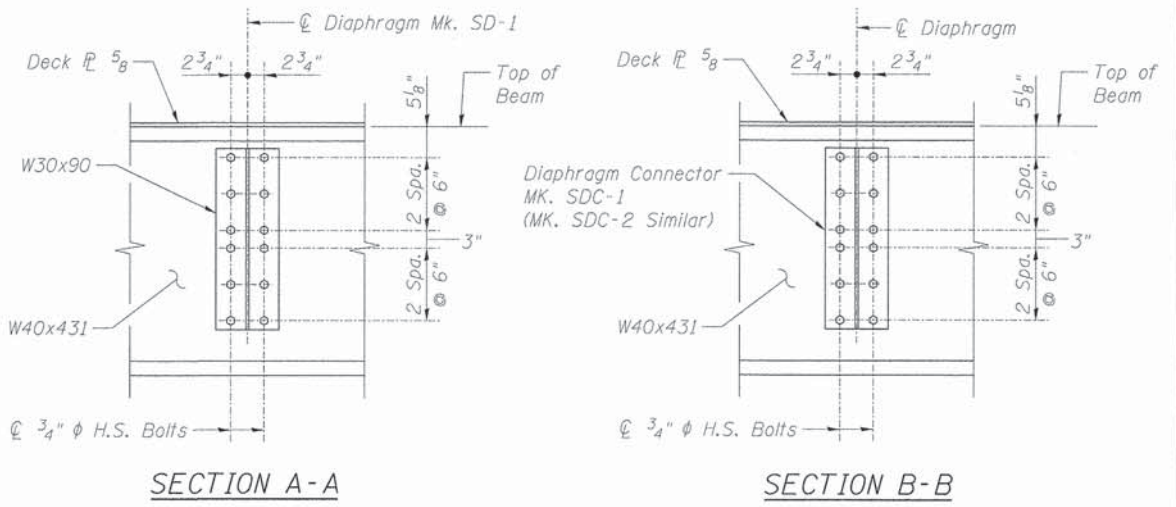 ℄ Diaphragm Mk. SD-1
Deck ℙ 5/8
2 3/4"
2 3/4"
5 1/8"
Top of
Beam
W30x90
2 Spa.
@ 6"
3"
2 Spa.
@ 6"
W40x431
℄ 3/4" ϕ H.S. Bolts
SECTION A-A
℄ Diaphragm
Deck ℙ 5/8
2 3/4"
2 3/4"
5 1/8"
Top of
Beam
Diaphragm Connector
MK. SDC-1
(MK. SDC-2 Similar)
2 Spa.
@ 6"
3"
2 Spa.
@ 6"
W40x431
℄ 3/4" ϕ H.S. Bolts
SECTION B-B